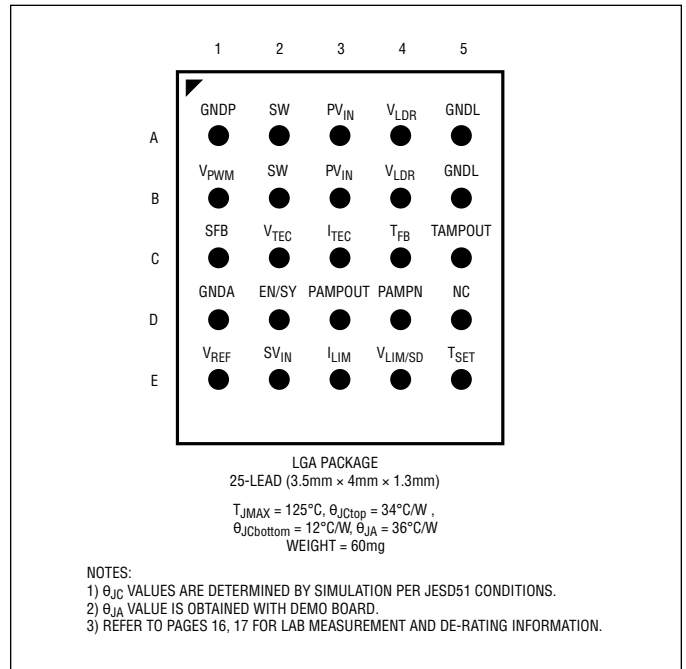 1 2 3 4 5
GNDP SW PVIN VLDR GNDL
A
VPWM SW PVIN VLDR GNDL
B
SFB VTEC ITEC TFB TAMPOUT
C
GNDA EN/SY PAMPOUT PAMPN NC
D
VREF SVIN ILIM VLIM/SD TSET
E
LGA PACKAGE
25-LEAD (3.5mm × 4mm × 1.3mm)
TJMAX = 125°C, θJCtop = 34°C/W ,
θJCbottom = 12°C/W, θJA = 36°C/W
WEIGHT = 60mg
NOTES:
1) θJC VALUES ARE DETERMINED BY SIMULATION PER JESD51 CONDITIONS.
2) θJA VALUE IS OBTAINED WITH DEMO BOARD.
3) REFER TO PAGES 16, 17 FOR LAB MEASUREMENT AND DE-RATING INFORMATION.